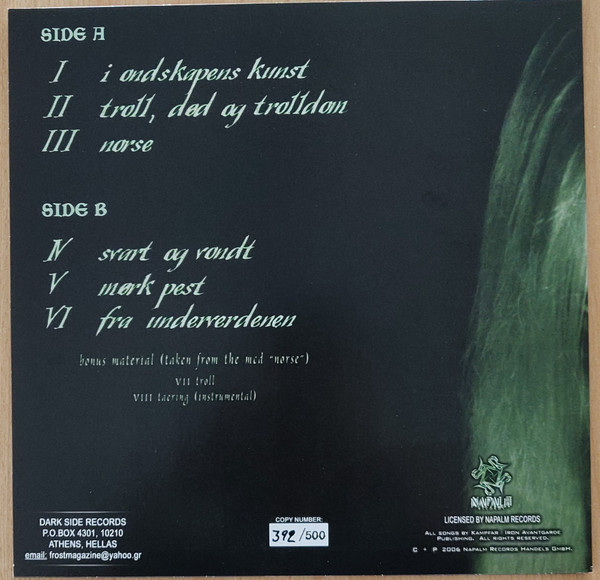 SIDE A
I i ondskapens kunst
II troll, død og trolldom
III norse
SIDE B
IV svart og vondt
V mørk pest
VI fra underverdenen
bonus material (taken from the mcd "norse")
VII troll
VIII taering (instrumental)
NAPALM
DARK SIDE RECORDS
P.O.BOX 4301, 10210
ATHENS, HELLAS
email: frostmagazine@yahoo.gr
COPY NUMBER:
392/500
LICENSED BY NAPALM RECORDS
ALL SONGS BY KAMPFAR / IRON AVANTGARDE
PUBLISHING. ALL RIGHTS RESERVED.
C + P 2006 NAPALM RECORDS HANDELS GMBH.